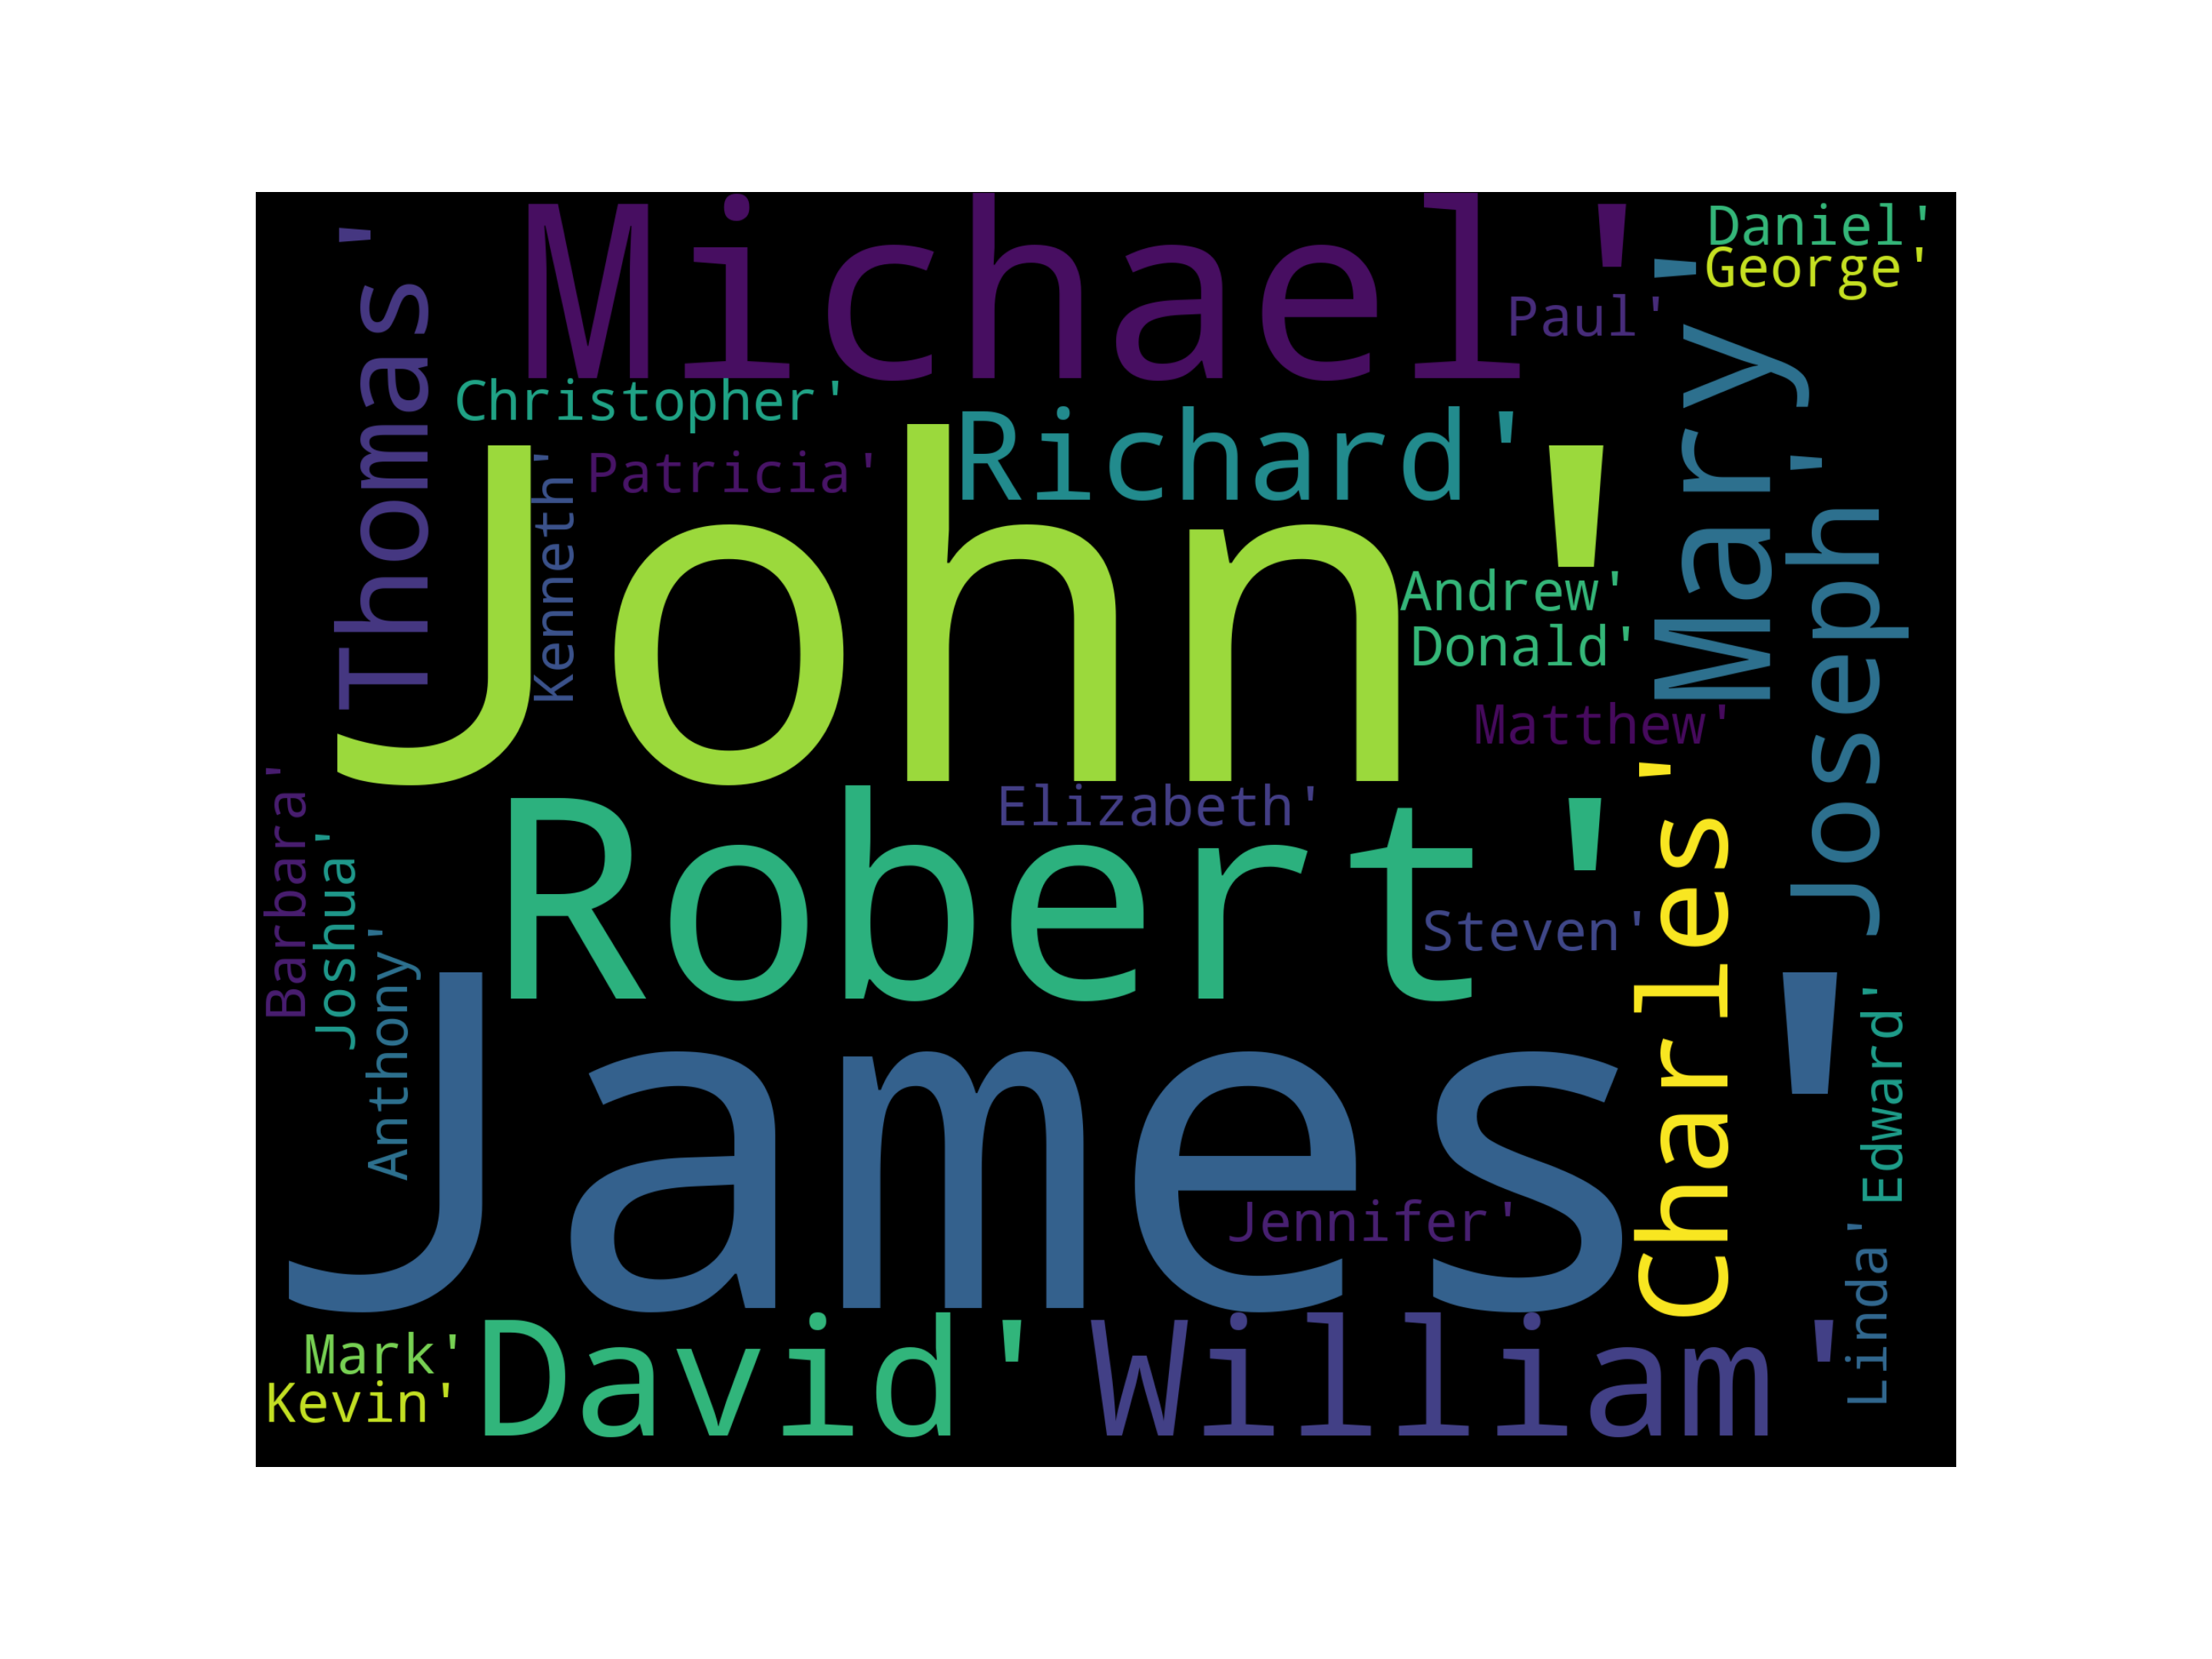 Michael'
Daniel'
George'
Paul'
Thomas'
Christopher'
Richard'
Mary'
Patricia'
Kenneth'
John'
Joseph'
Andrew'
Donald'
Matthew'
Barbara'
Joshua'
Anthony'
Elizabeth'
Robert'
Steven'
Charles'
Edward'
James'
Jennifer'
Linda'
Mark'
Kevin'
David'
William'